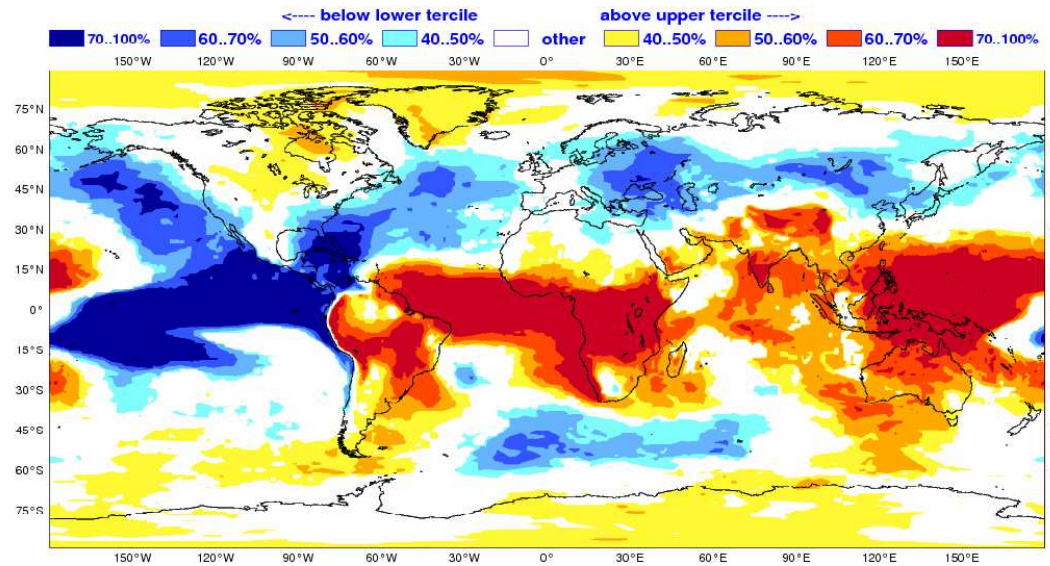 <---- below lower tercile above upper tercile ---->
70..100% 60..70% 50..60% 40..50% other 40..50% 50..60% 60..70% 70..100%
150°W 120°W 90°W 60°W 30°W 0°E 30°E 60°E 90°E 120°E 150°E
75°N
60°N
45°N
30°N
15°N
0°
15°S
30°S
45°S
60°S
75°S
150°W 120°W 90°W 60°W 30°W 0°E 30°E 60°E 90°E 120°E 150°E